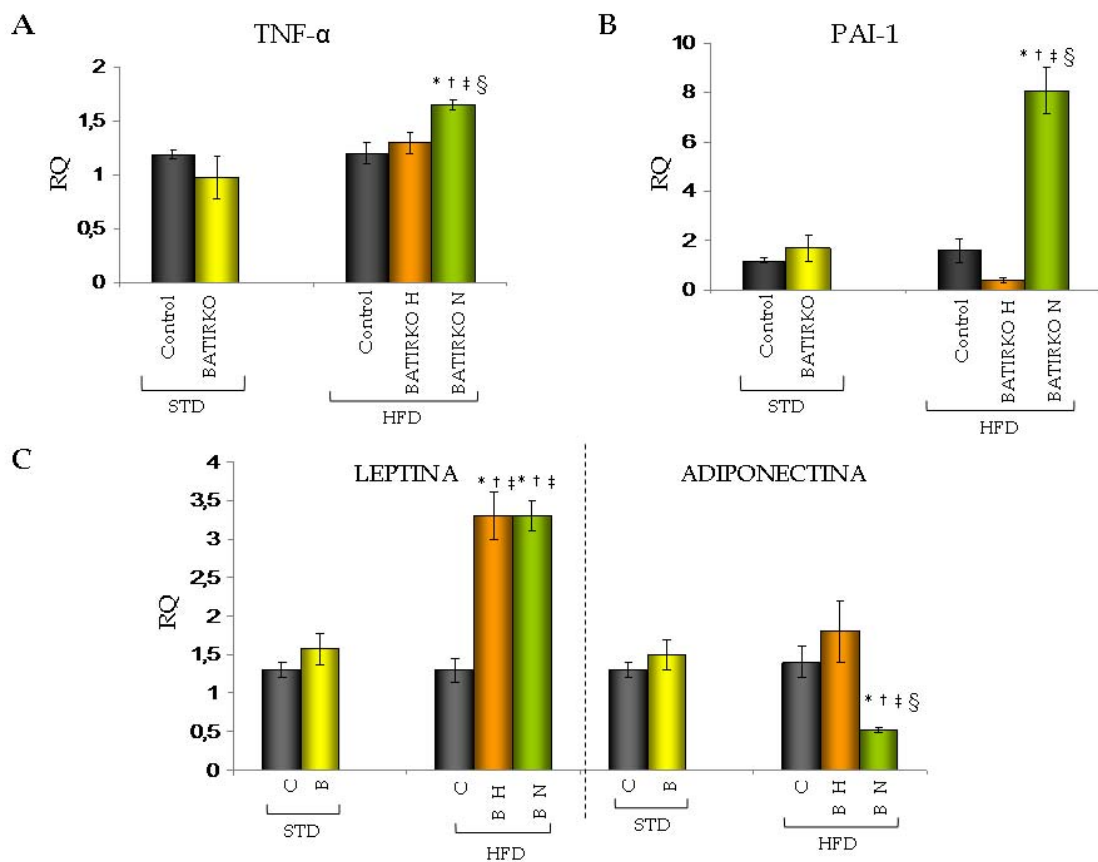 A
TNF-α
2
1,5
1
0,5
0
RQ
* † ‡ §
Control
BATIRKO
Control
BATIRKO H
BATIRKO N
STD
HFD
B
PAI-1
10
8
6
4
2
0
RQ
* † ‡ §
Control
BATIRKO
Control
BATIRKO H
BATIRKO N
STD
HFD
C
LEPTINA
ADIPONECTINA
4
3,5
3
2,5
2
1,5
1
0,5
0
RQ
* † ‡ * † ‡
* † ‡ §
C
B
C
B H
B N
C
B
C
B H
B N
STD
HFD
STD
HFD